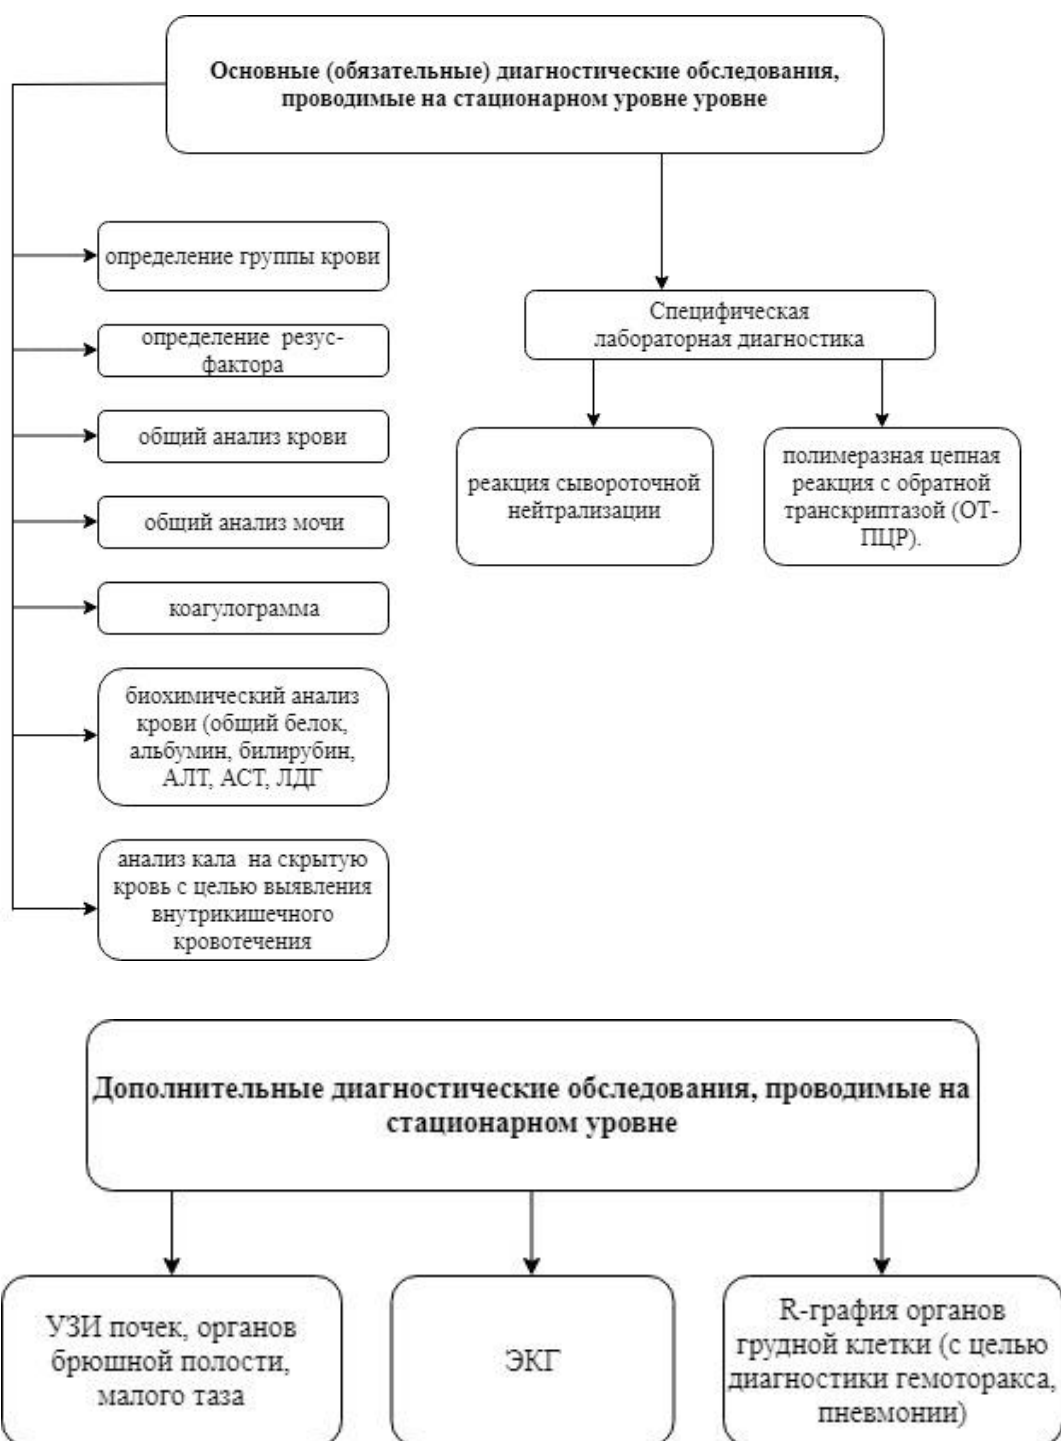 Основные (обязательные) диагностические обследования,
проводимые на стационарном уровне уровне
определение группы крови
определение резус-
фактора
общий анализ крови
общий анализ мочи
коагулограмма
биохимический анализ
крови (общий белок,
альбумин, билирубин,
АЛТ, АСТ, ЛДГ
анализ кала на скрытую
кровь с целью выявления
внутрикишечного
кровотечения
Специфическая
лабораторная диагностика
реакция сывороточной
нейтрализации
полимеразная цепная
реакция с обратной
транскриптазой (ОТ-
ПЦР).
Дополнительные диагностические обследования, проводимые на
стационарном уровне
УЗИ почек, органов
брюшной полости,
малого таза
ЭКГ
R-графия органов
грудной клетки (с целью
диагностики гемоторакса,
пневмонии)